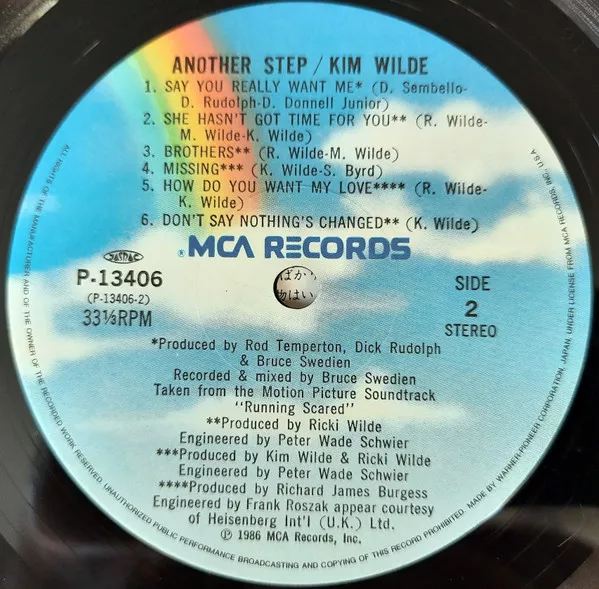 ANOTHER STEP / KIM WILDE
1. SAY YOU REALLY WANT ME* (D. Sembello-
D. Rudolph-D. Donnell Junior)
2. SHE HASN'T GOT TIME FOR YOU** (R. Wilde-
M. Wilde-K. Wilde)
3. BROTHERS** (R. Wilde-M. Wilde)
4. MISSING*** (K. Wilde-S. Byrd)
5. HOW DO YOU WANT MY LOVE**** (R. Wilde-
K. Wilde)
6. DON'T SAY NOTHING'S CHANGED** (K. Wilde)
®MCA RECORDS
JASRAC
P-13406
(P-13406-2)
33⅓RPM
ばかり
はい
SIDE
2
STEREO
*Produced by Rod Temperton, Dick Rudolph
& Bruce Swedien
Recorded & mixed by Bruce Swedien
Taken from the Motion Picture Soundtrack
"Running Scared"
**Produced by Ricki Wilde
Engineered by Peter Wade Schwier
***Produced by Kim Wilde & Ricki Wilde
Engineered by Peter Wade Schwier
****Produced by Richard James Burgess
Engineered by Frank Roszak appear courtesy
of Heisenberg Int'l (U.K.) Ltd.
Ⓟ 1986 MCA Records, Inc.
ALL RIGHTS OF THE MANUFACTURER AND OF THE OWNER OF THE RECORDED WORK RESERVED. UNAUTHORIZED PUBLIC PERFORMANCE BROADCASTING AND COPYING OF THIS RECORD PROHIBITED. MADE BY WARNER-PIONEER CORPORATION, JAPAN, UNDER LICENSE FROM MCA RECORDS INC., U.S.A.